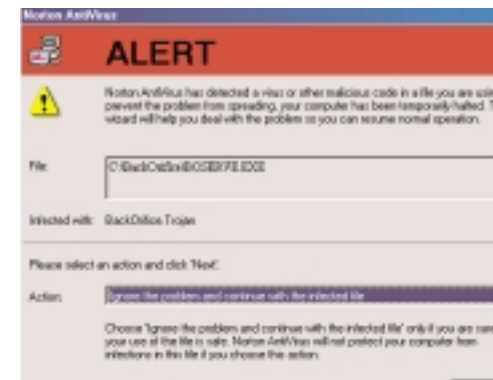 Norton AntiVirus
ALERT
Norton AntiVirus has detected a virus or other malicious code in a file you are using
prevent the problem from spreading, your computer has been temporarily halted. T
wizard will help you deal with the problem so you can resume normal operation.
File:
Infected with: BackOrifice.Trojan
Please select an action and click 'Next'.
Action: Ignore the problem and continue with the infected file
Choose 'Ignore the problem and continue with the infected file' only if you are sure
your use of the file is safe. Norton AntiVirus will not protect your computer from
infections in this file if you choose this action.